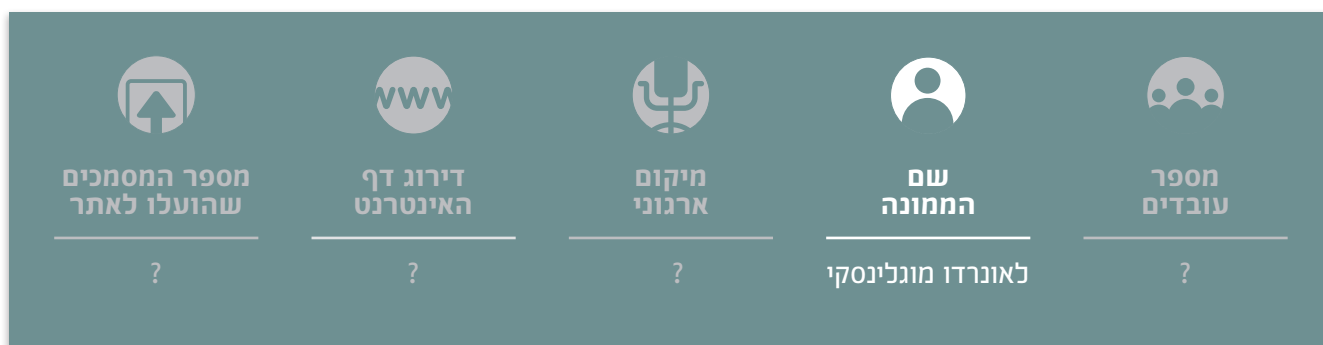 מספר
עובדים
?
שם
הממונה
לאונרדו מוגלינסקי
מיקום
ארגוני
?
www
דירוג דף
האינטרנט
?
מספר המסמכים
שהועלו לאתר
?